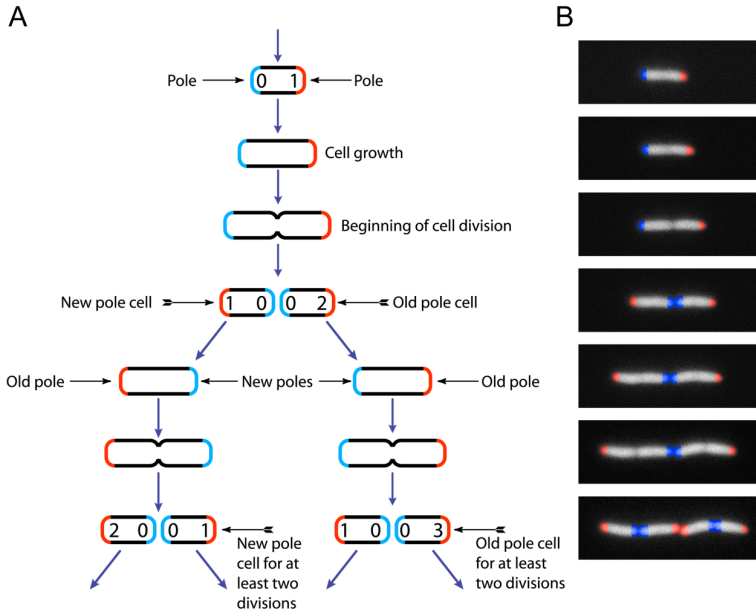 A
B
Pole
0 1
Pole
Cell growth
Beginning of cell division
New pole cell
1 0
0 2
Old pole cell
Old pole
New poles
Old pole
2 0
0 1
1 0
0 3
New pole
cell for at
least two
divisions
Old pole cell
for at least
two divisions